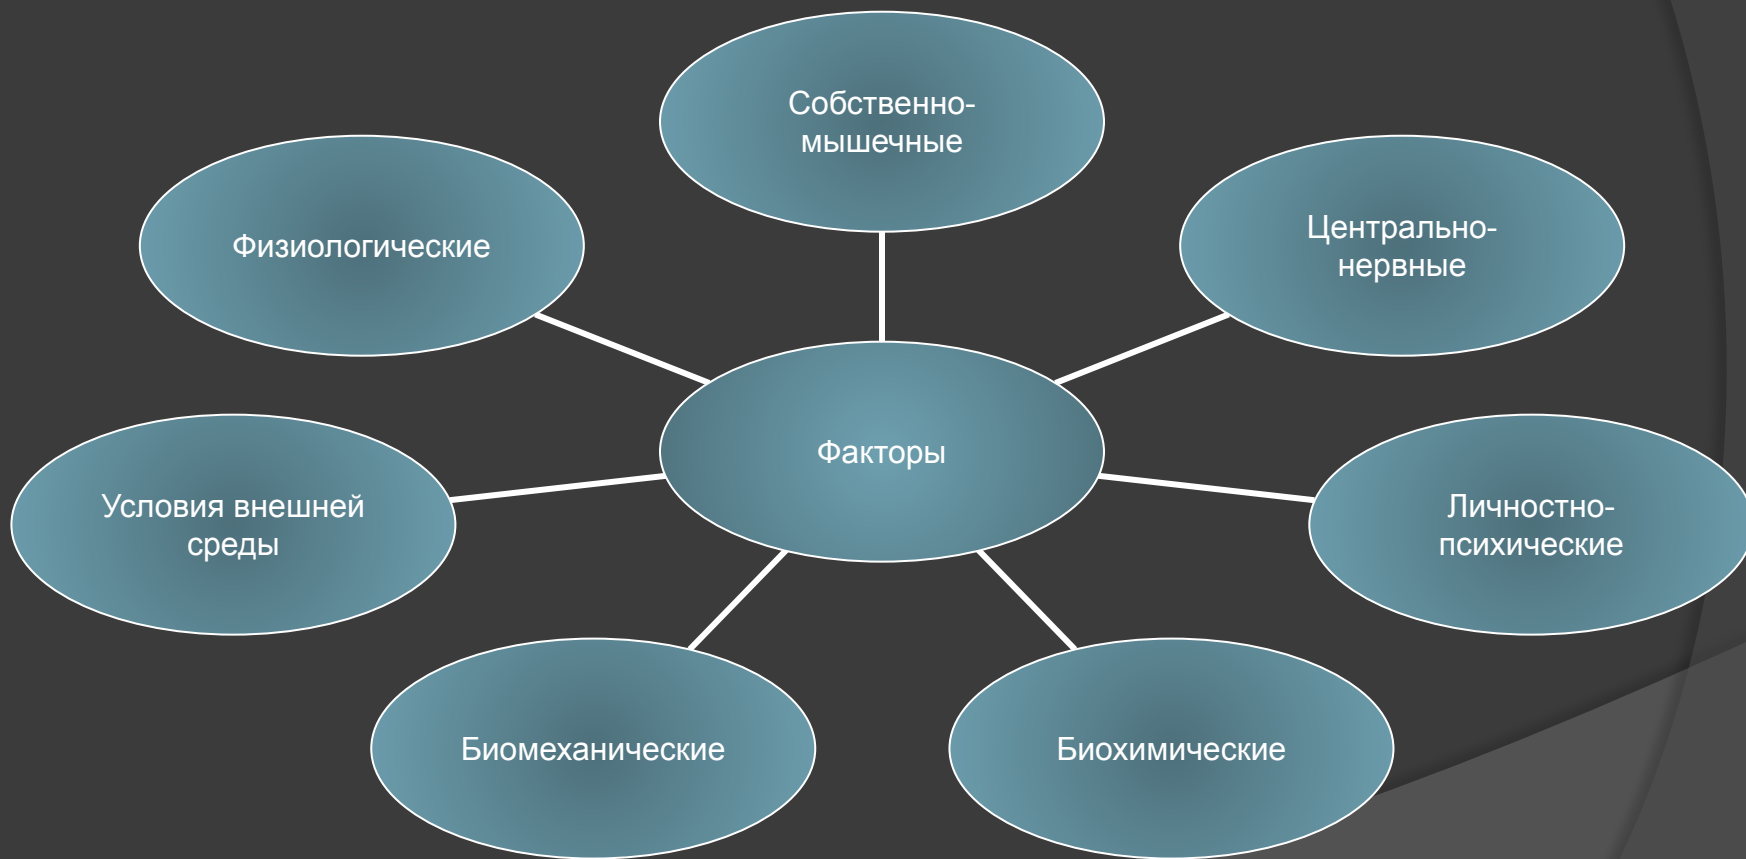 Собственно-
мышечные
Физиологические
Центрально-
нервные
Факторы
Условия внешней
среды
Личностно-
психические
Биомеханические
Биохимические